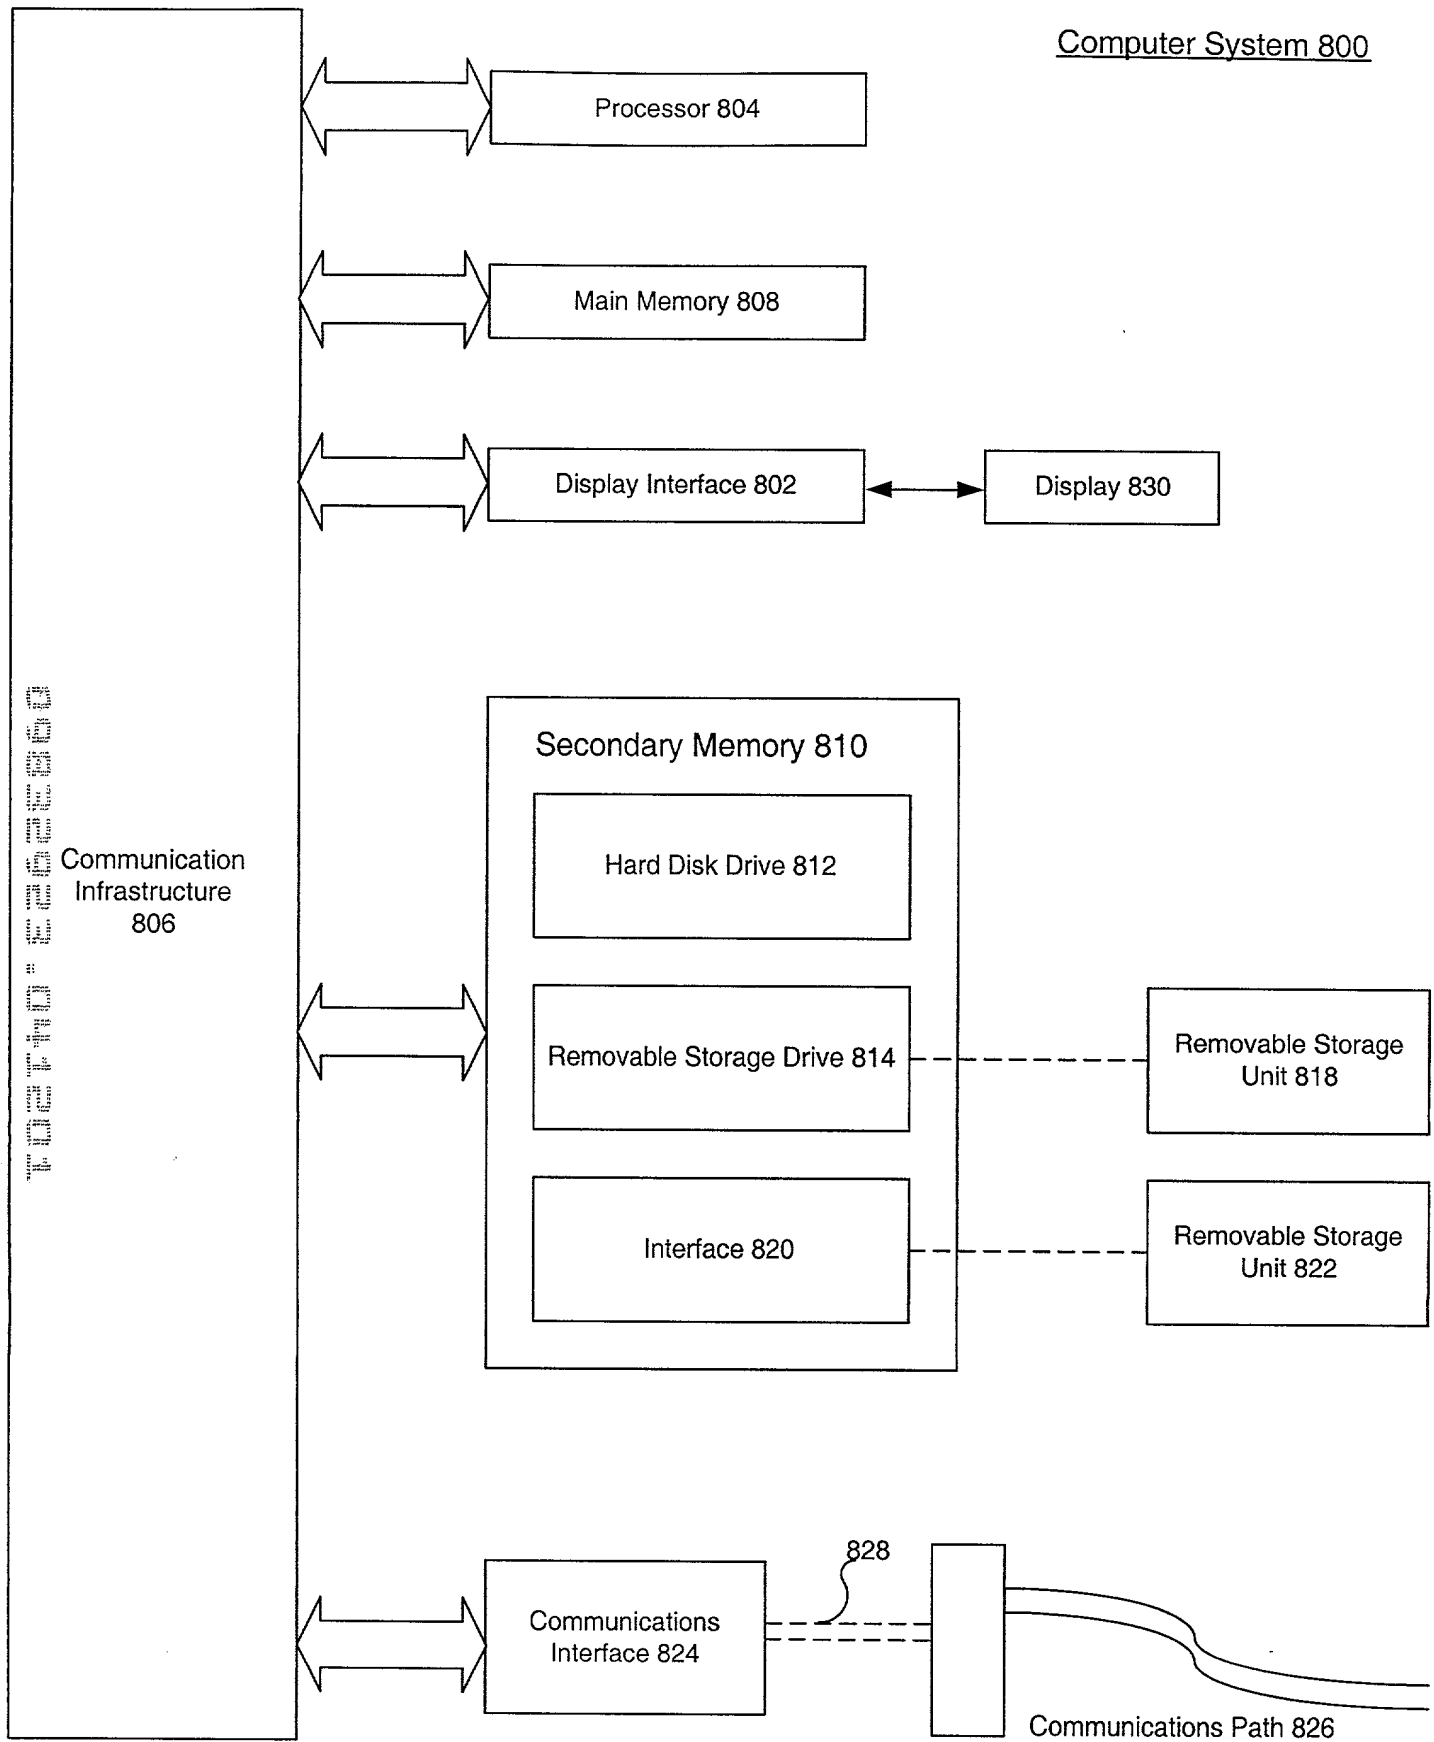 Computer System 800
Processor 804
Main Memory 808
Display Interface 802
Display 830
Secondary Memory 810
Hard Disk Drive 812
Communication
Infrastructure
806
Removable Storage Drive 814
Removable Storage
Unit 818
Interface 820
Removable Storage
Unit 822
828
Communications
Interface 824
Communications Path 826